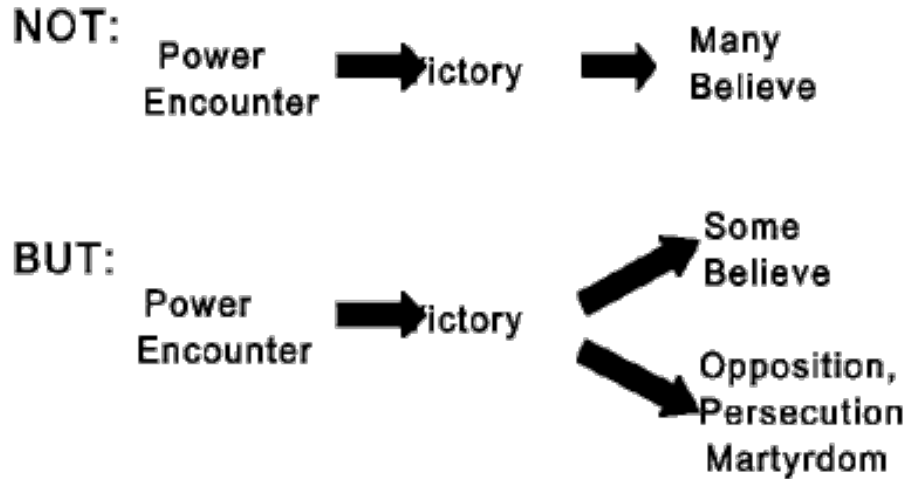 NOT:
Power
Encounter
ictory
Many
Believe
BUT:
Power
Encounter
ictory
Some
Believe
Opposition,
Persecution
Martyrdom